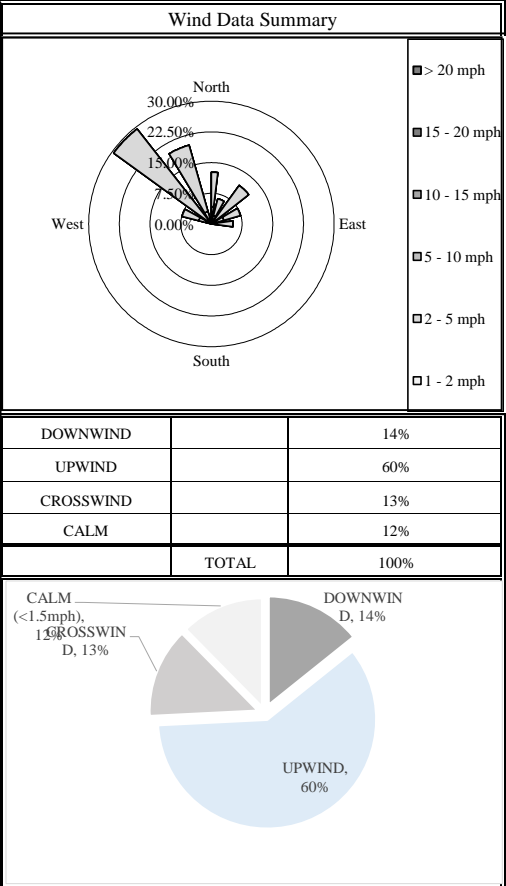 Wind Data Summary
North
30.00%
22.50%
15.00%
7.50%
0.00%
West
East
South
> 20 mph
15 - 20 mph
10 - 15 mph
5 - 10 mph
2 - 5 mph
1 - 2 mph
DOWNWIND 14%
UPWIND 60%
CROSSWIND 13%
CALM 12%
TOTAL 100%
CALM
(<1.5mph),
12%
CROSSWIN
D, 13%
DOWNWIN
D, 14%
UPWIND,
60%